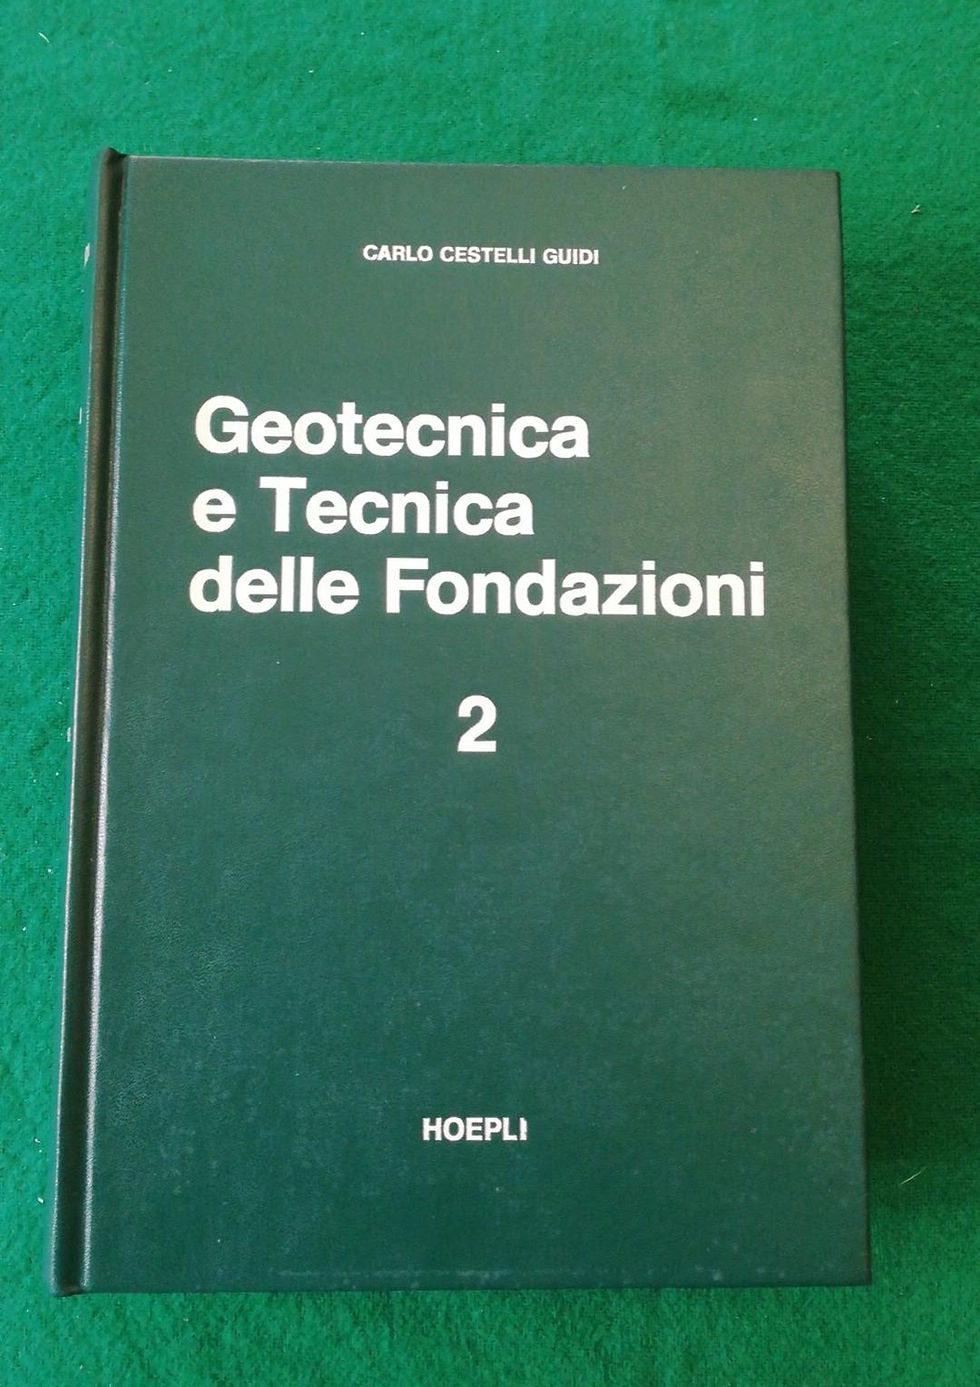 CARLO CESTELLI GUIDI
Geotecnica
e Tecnica
delle Fondazioni
2
HOEPLI